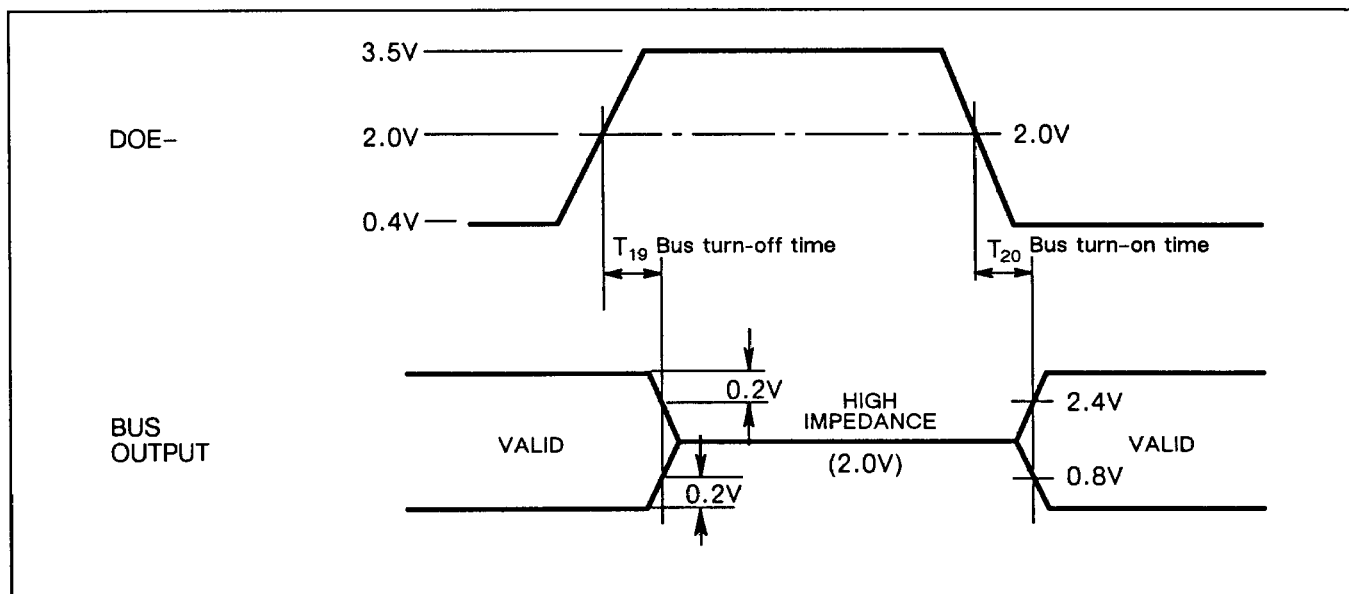 3.5V
DOE-
2.0V
2.0V
0.4V
T19 Bus turn-off time
T20 Bus turn-on time
0.2V
HIGH
IMPEDANCE
2.4V
BUS
OUTPUT
VALID
VALID
(2.0V)
0.8V
0.2V